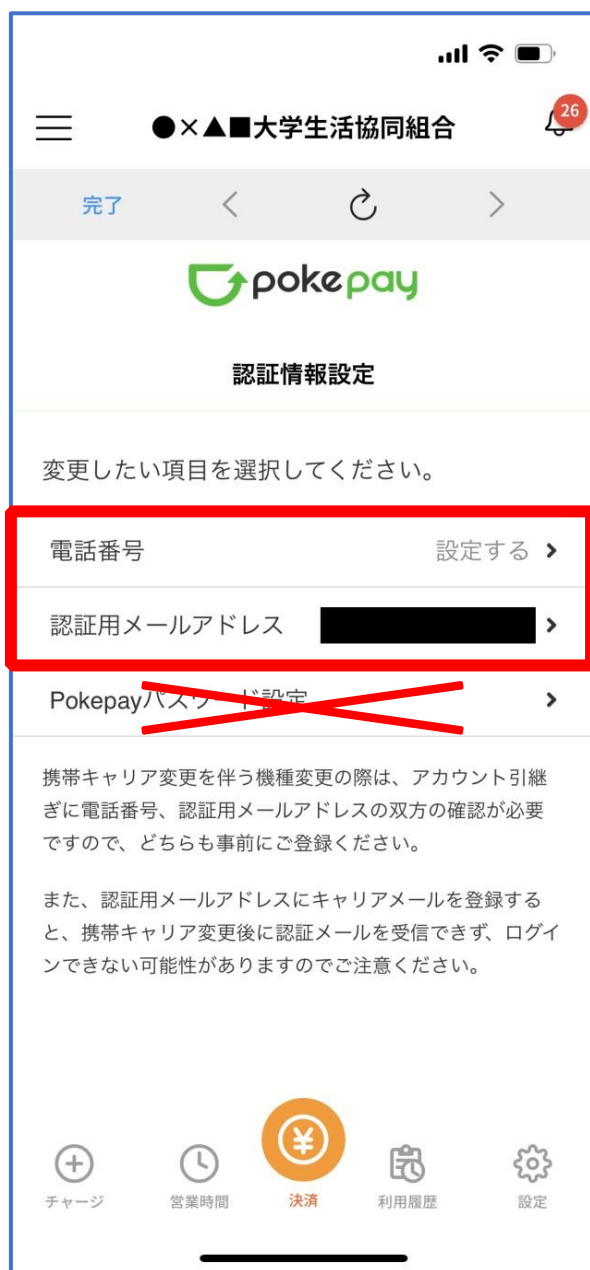 26
●×▲■大学生活協同組合
完了
pokepay
認証情報設定
変更したい項目を選択してください。
電話番号 設定する
認証用メールアドレス
Pokepayパスワード設定
携帯キャリア変更を伴う機種変更の際は、アカウント引継
ぎに電話番号、認証用メールアドレスの双方の確認が必要
ですので、どちらも事前にご登録ください。
また、認証用メールアドレスにキャリアメールを登録する
と、携帯キャリア変更後に認証メールを受信できず、ログイ
ンできない可能性がありますのでご注意ください。
¥
チャージ 営業時間 決済 利用履歴 設定